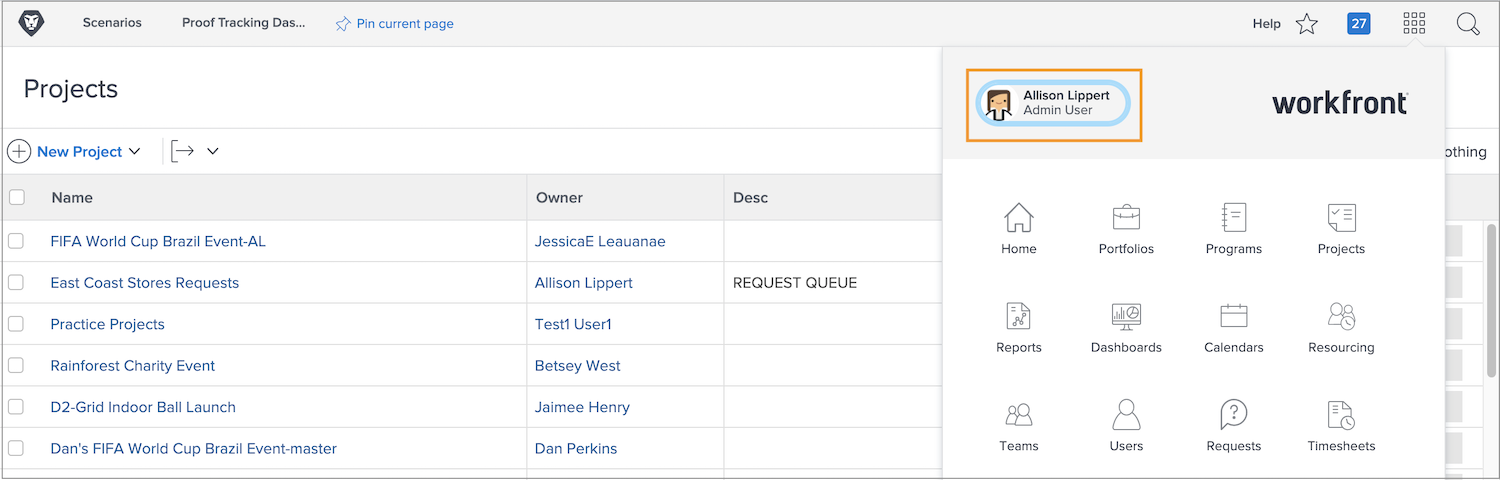 Scenarios Proof Tracking Das... Pin current page Help 27
Projects
Allison Lippert
Admin User
workfront
New Project
othing
Name Owner Desc
FIFA World Cup Brazil Event-AL JessicaE Leauanae
East Coast Stores Requests Allison Lippert REQUEST QUEUE
Practice Projects Test1 User1
Rainforest Charity Event Betsey West
D2-Grid Indoor Ball Launch Jaimee Henry
Dan's FIFA World Cup Brazil Event-master Dan Perkins
Home Portfolios Programs Projects
Reports Dashboards Calendars Resourcing
Teams Users Requests Timesheets